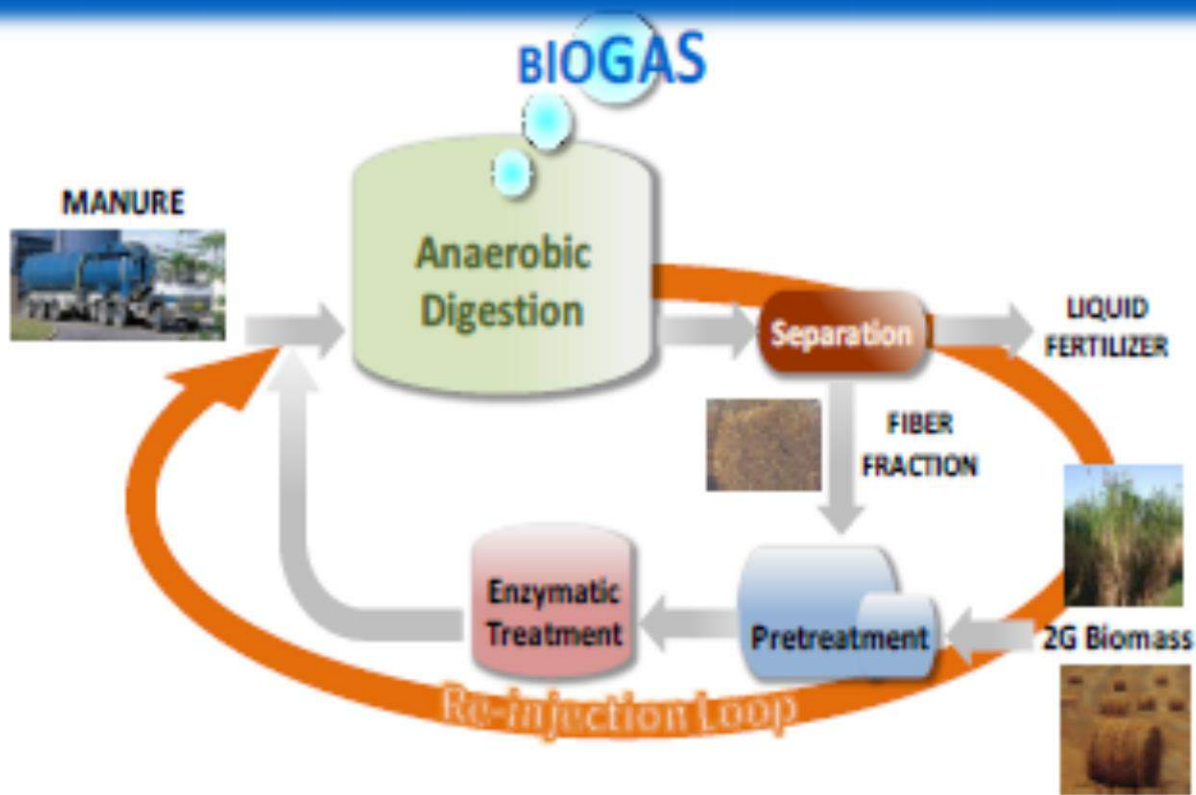 BIOGAS
MANURE
Anaerobic
Digestion
Separation
LIQUID
FERTILIZER
FIBER
FRACTION
Enzymatic
Treatment
Pretreatment
2G Biomass
Re-injection Loop